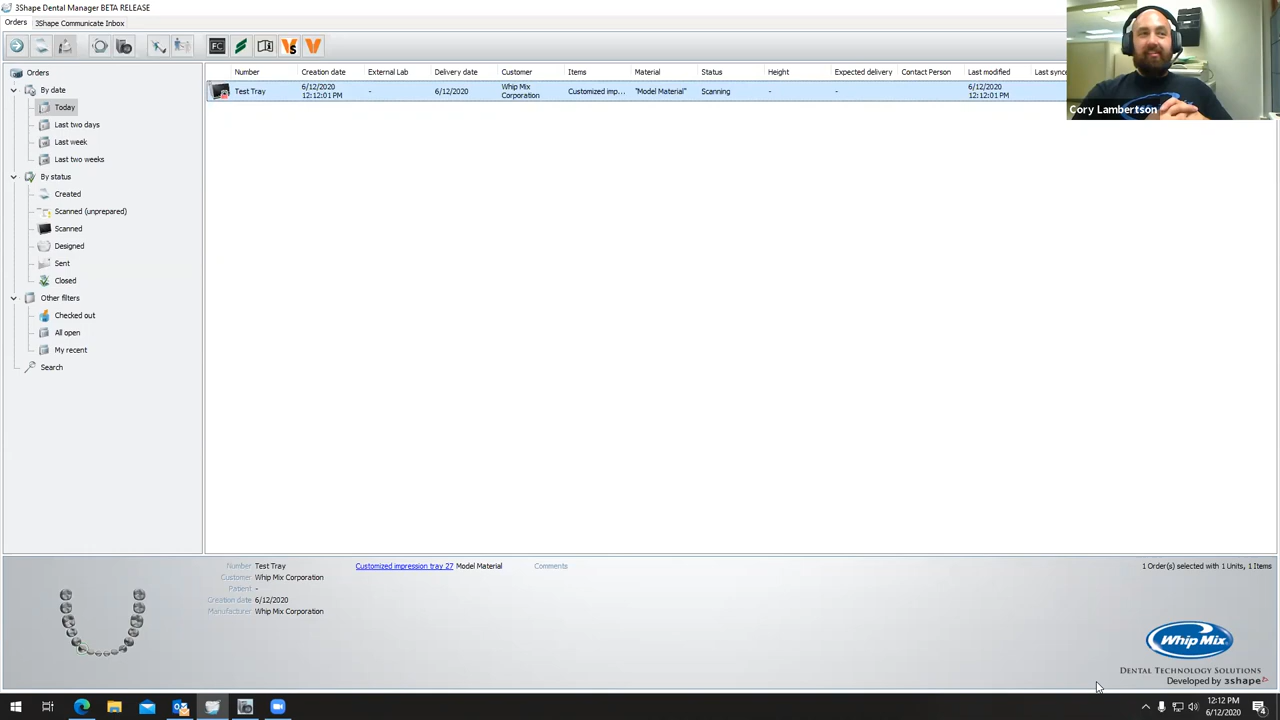 3Shape Dental Manager BETA RELEASE
Orders 3Shape Communicate Inbox
FC S V
Orders
By date
Today
Last two days
Last week
Last two weeks
By status
Created
Scanned (unprepared)
Scanned
Designed
Sent
Closed
Other filters
Checked out
All open
My recent
Search
Number Creation date External Lab Delivery date Customer Items Material Status Height Expected delivery Contact Person Last modified Last sync
Test Tray 6/12/2020 12:12:01 PM - 6/12/2020 Whip Mix Corporation Customized imp... "Model Material" Scanning - - 6/12/2020 12:12:01 PM
Cory Lambertson
Number Test Tray
Customer Whip Mix Corporation
Patient -
Creation date 6/12/2020
Manufacturer Whip Mix Corporation
Customized impression tray 27 Model Material
Comments
1 Order(s) selected with 1 Units, 1 Items
Whip Mix
DENTAL TECHNOLOGY SOLUTIONS
Developed by 3shape
12:12 PM
6/12/2020
4